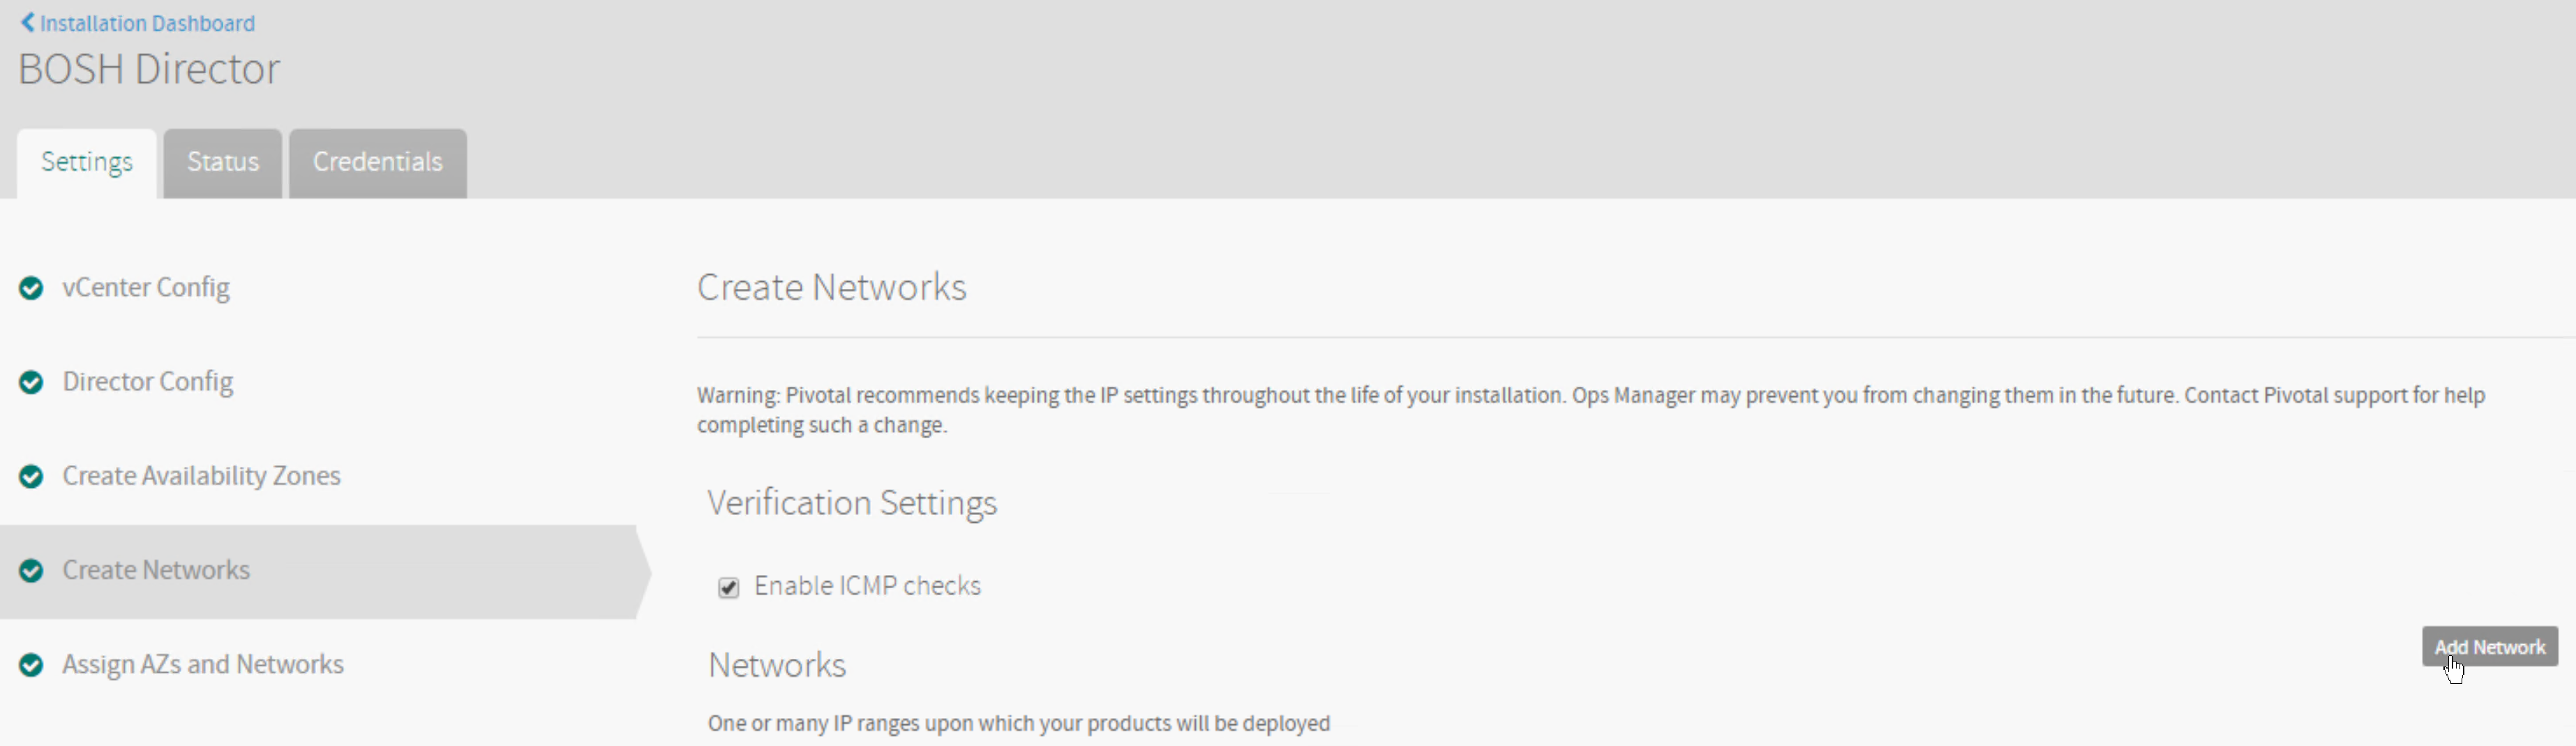 Installation Dashboard
BOSH Director
Settings
Status
Credentials
vCenter Config
Director Config
Create Availability Zones
Create Networks
Assign AZs and Networks
Create Networks
Warning: Pivotal recommends keeping the IP settings throughout the life of your installation. Ops Manager may prevent you from changing them in the future. Contact Pivotal support for help
completing such a change.
Verification Settings
Enable ICMP checks
Networks
Add Network
One or many IP ranges upon which your products will be deployed